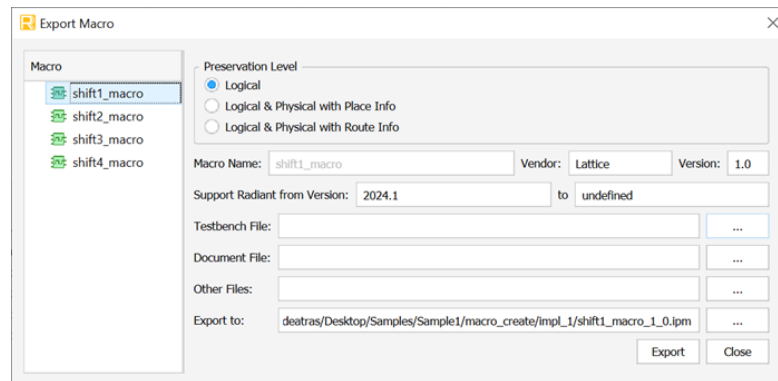 Export Macro
Macro
shift1_macro
shift2_macro
shift3_macro
shift4_macro
Preservation Level
Logical
Logical & Physical with Place Info
Logical & Physical with Route Info
Macro Name: shift1_macro Vendor: Lattice Version: 1.0
Support Radiant from Version: 2024.1 to undefined
Testbench File: ...
Document File: ...
Other Files: ...
Export to: deatras/Desktop/Samples/Sample1/macro_create/impl_1/shift1_macro_1_0.ipm ...
Export Close